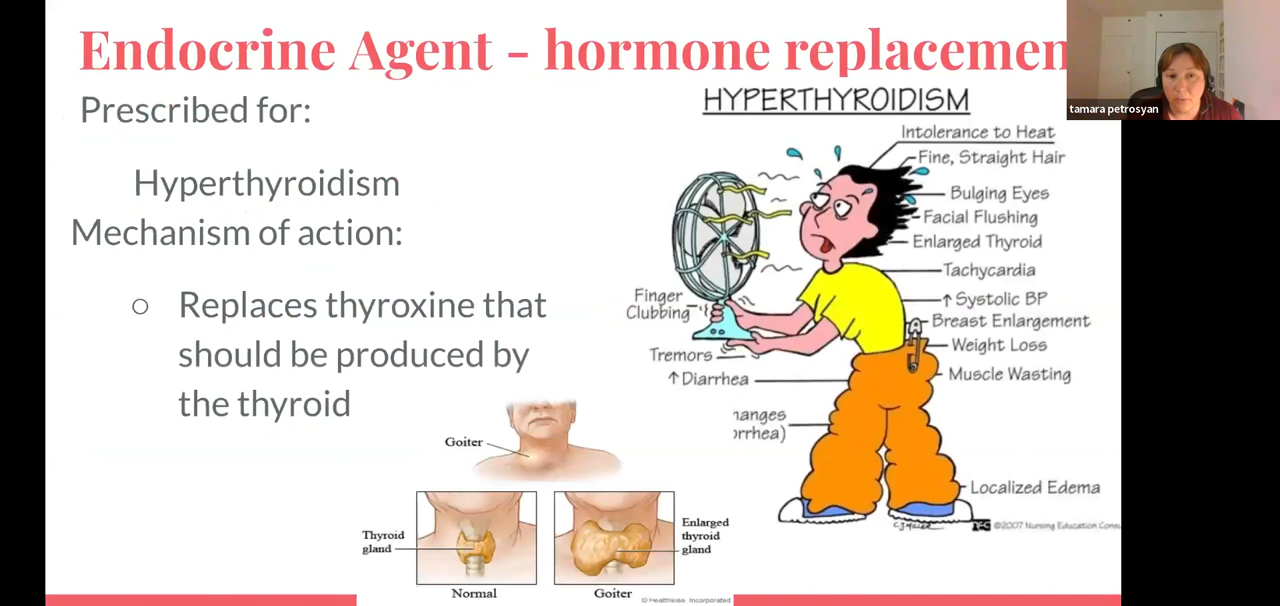 Endocrine Agent - hormone replacemen
Prescribed for:
Hyperthyroidism
Mechanism of action:
○ Replaces thyroxine that
should be produced by
the thyroid
HYPERTHYROIDISM
Intolerance to Heat
Fine, Straight Hair
Bulging Eyes
Facial Flushing
Enlarged Thyroid
Tachycardia
↑ Systolic BP
Breast Enlargement
Weight Loss
Muscle Wasting
Localized Edema
Finger
Clubbing
Tremors
↑ Diarrhea
hanges
orrhea)
©2007 Nursing Education Consu
Goiter
Thyroid
gland
Normal
Enlarged
thyroid
gland
Goiter
© Healthwise, Incorporated
tamara petrosyan